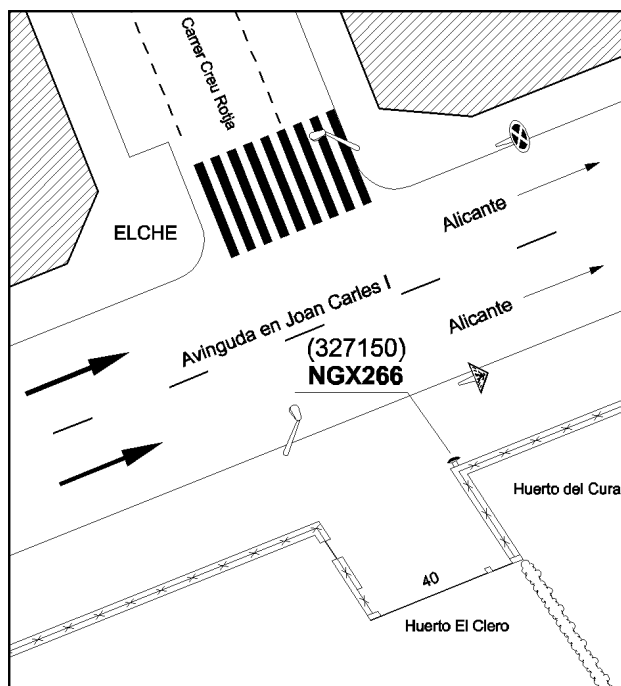 Carrer Creu Rotja
ELCHE
Alicante
Avinguda en Joan Carles I
Alicante
(327150)
NGX266
Huerto del Cura
40
Huerto El Clero